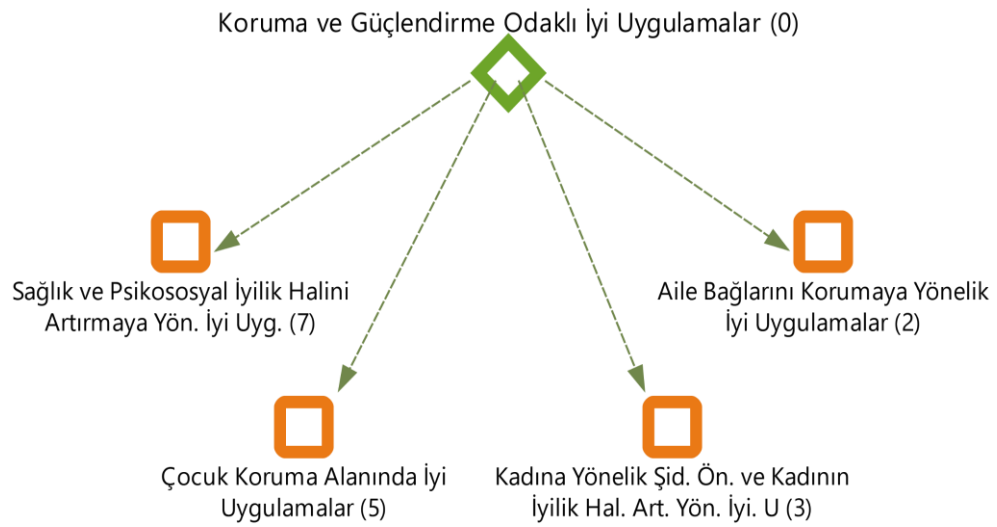 Koruma ve Güçlendirme Odaklı İyi Uygulamalar (0)
Sağlık ve Psikososyal İyilik Halini
Artırmaya Yön. İyi Uyg. (7)
Aile Bağlarını Korumaya Yönelik
İyi Uygulamalar (2)
Çocuk Koruma Alanında İyi
Uygulamalar (5)
Kadına Yönelik Şid. Ön. ve Kadının
İyilik Hal. Art. Yön. İyi. U (3)